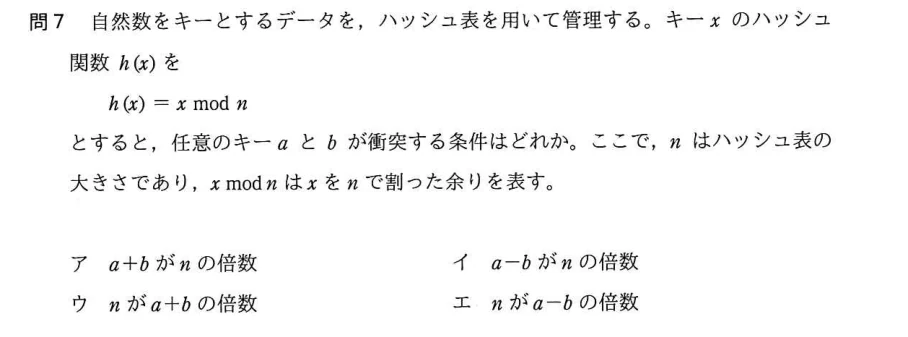 問7 自然数をキーとするデータを,ハッシュ表を用いて管理する。キー x のハッシュ
関数 h(x) を
h(x) = x mod n
とすると,任意のキー a と b が衝突する条件はどれか。ここで,n はハッシュ表の
大きさであり,x mod n は x を n で割った余りを表す。
ア a+b が n の倍数 イ a−b が n の倍数
ウ n が a+b の倍数 エ n が a−b の倍数